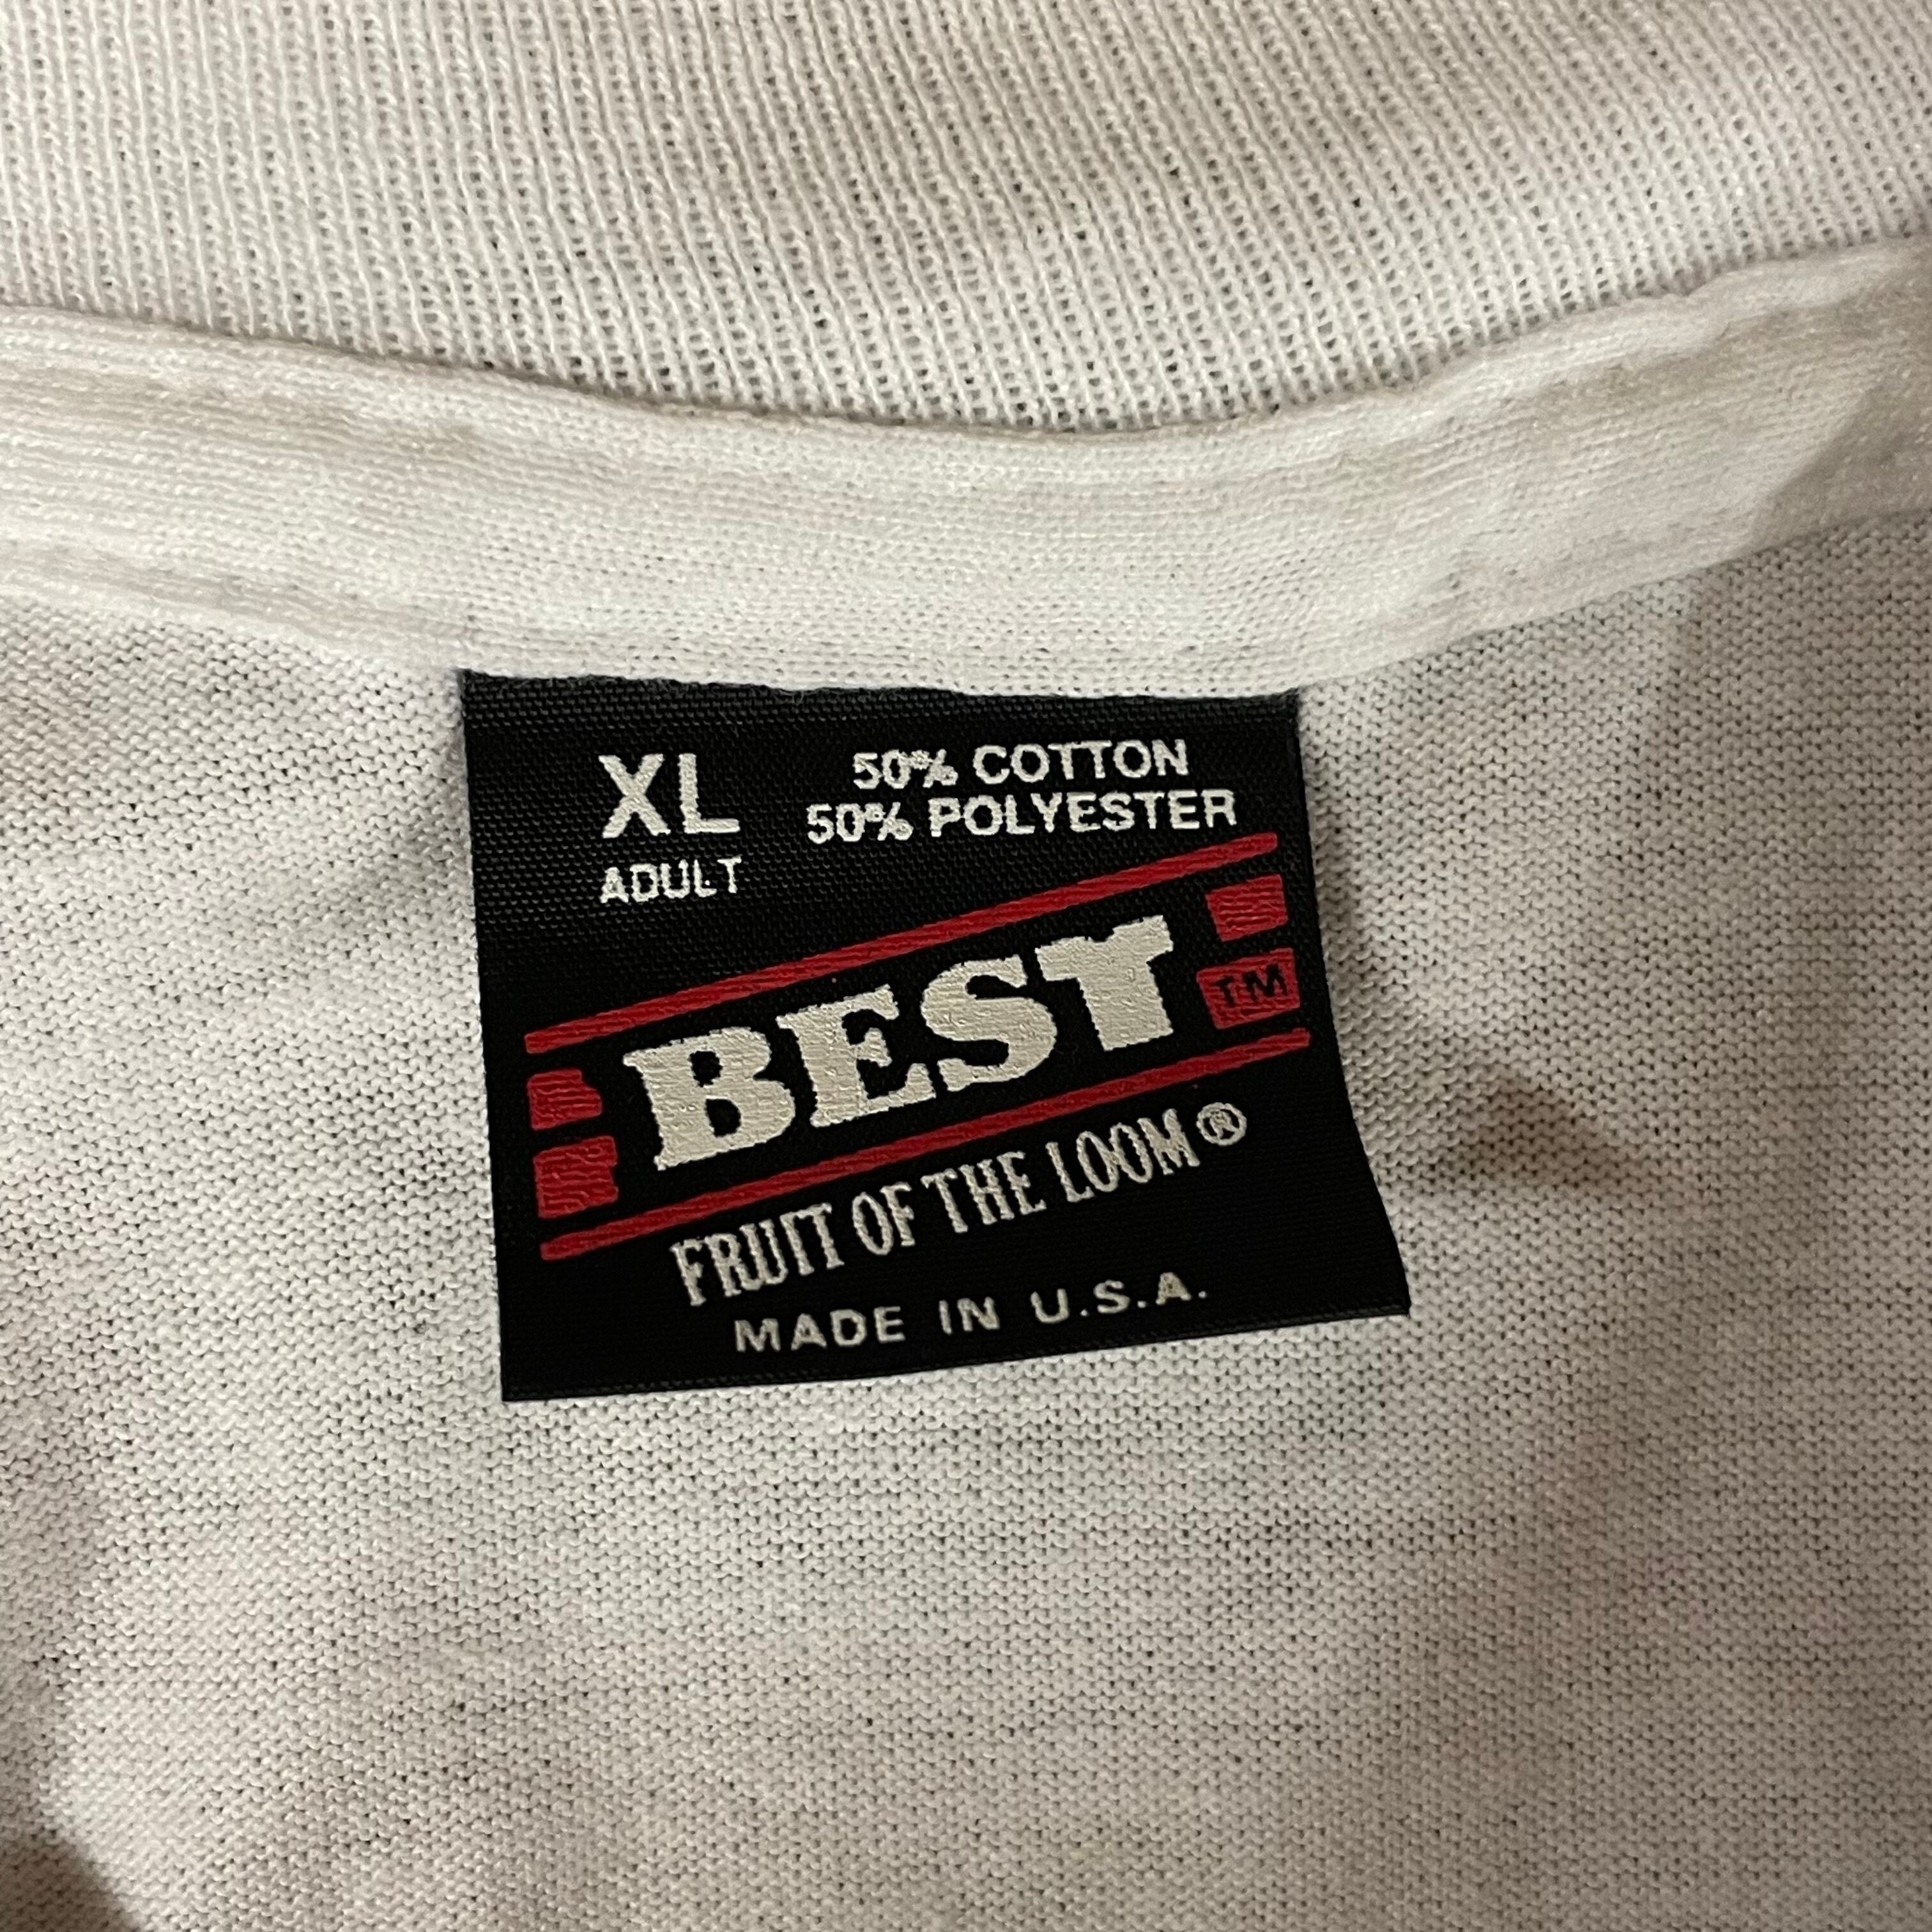 XL
ADULT
50% COTTON
50% POLYESTER
BEST
TM
FRUIT OF THE LOOM®
MADE IN U.S.A.